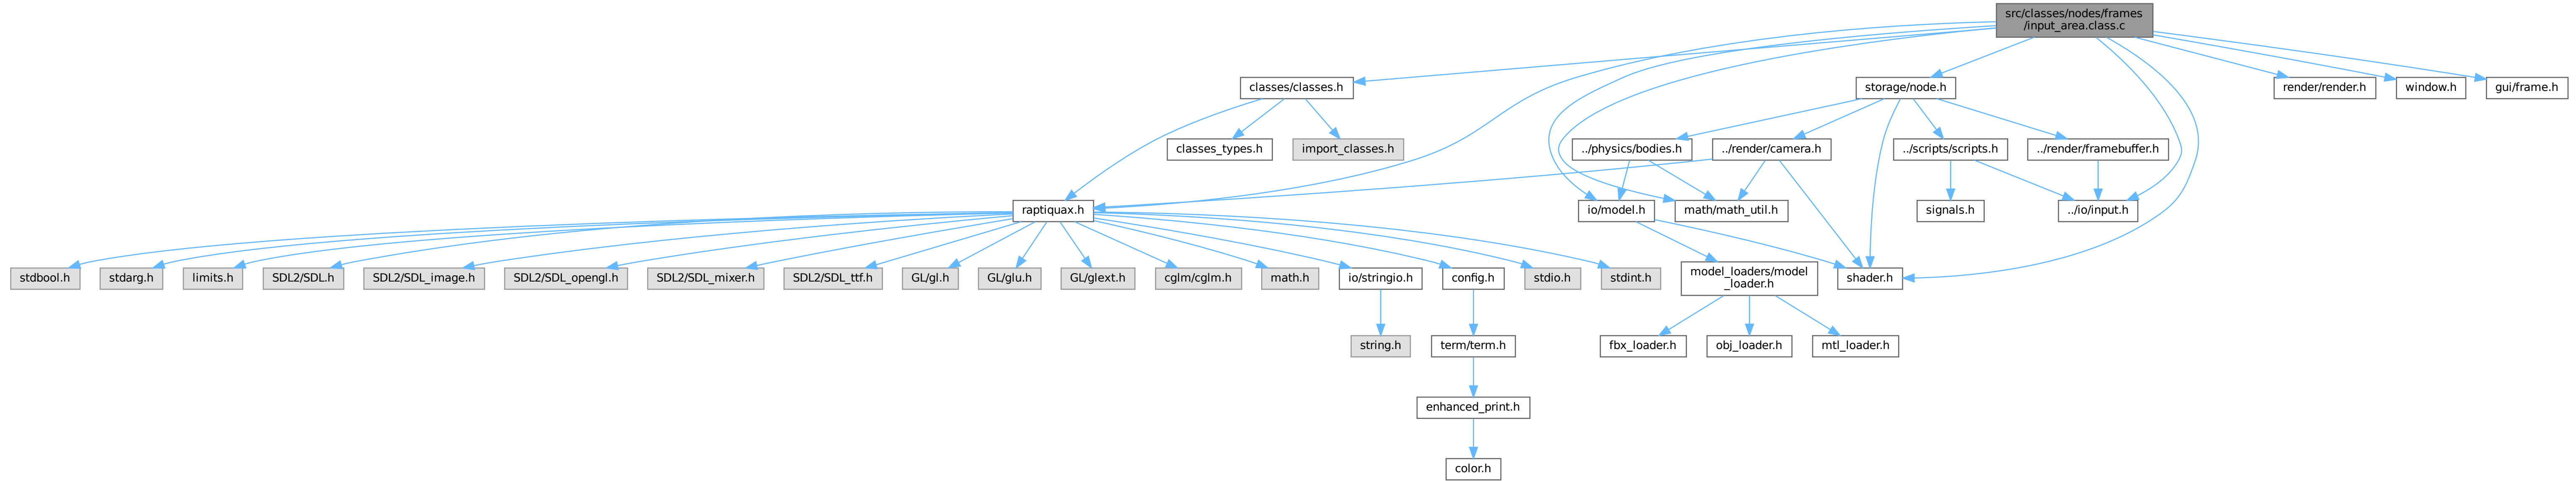 src/classes/nodes/frames
/input_area.class.c
classes/classes.h
storage/node.h
render/render.h
window.h
gui/frame.h
classes_types.h
import_classes.h
../physics/bodies.h
../render/camera.h
../scripts/scripts.h
../render/framebuffer.h
raptiquax.h
io/model.h
math/math_util.h
signals.h
../io/input.h
stdbool.h
stdarg.h
limits.h
SDL2/SDL.h
SDL2/SDL_image.h
SDL2/SDL_opengl.h
SDL2/SDL_mixer.h
SDL2/SDL_ttf.h
GL/gl.h
GL/glu.h
GL/glext.h
cglm/cglm.h
math.h
io/stringio.h
config.h
stdio.h
stdint.h
model_loaders/model
_loader.h
shader.h
string.h
term/term.h
fbx_loader.h
obj_loader.h
mtl_loader.h
enhanced_print.h
color.h